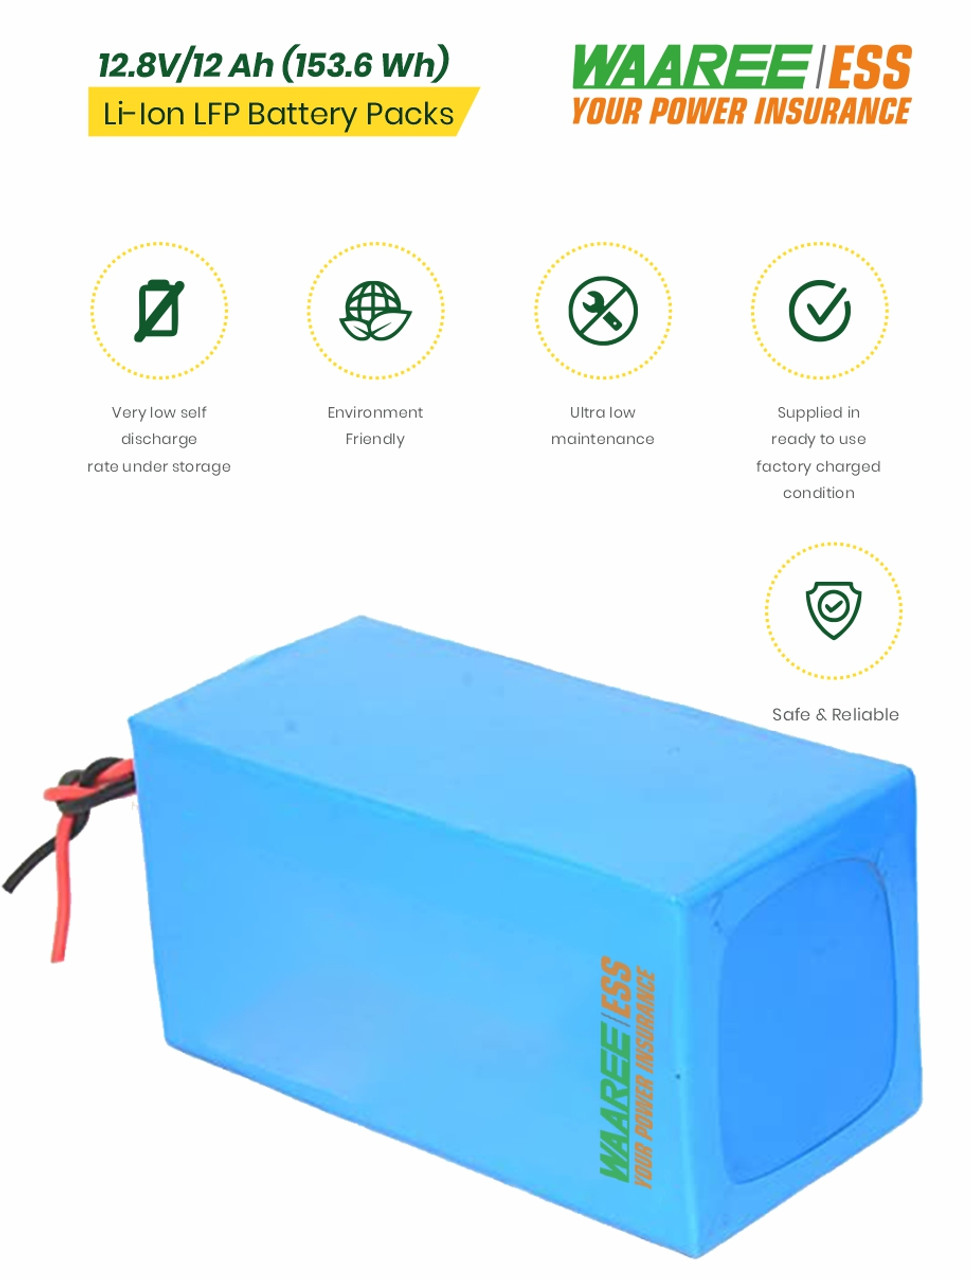 12.8V/12 Ah (153.6 Wh)
Li-Ion LFP Battery Packs
WAAREE|ESS
YOUR POWER INSURANCE
Very low self
discharge
rate under storage
Environment
Friendly
Ultra low
maintenance
Supplied in
ready to use
factory charged
condition
Safe & Reliable
WAAREE|ESS
YOUR POWER INSURANCE